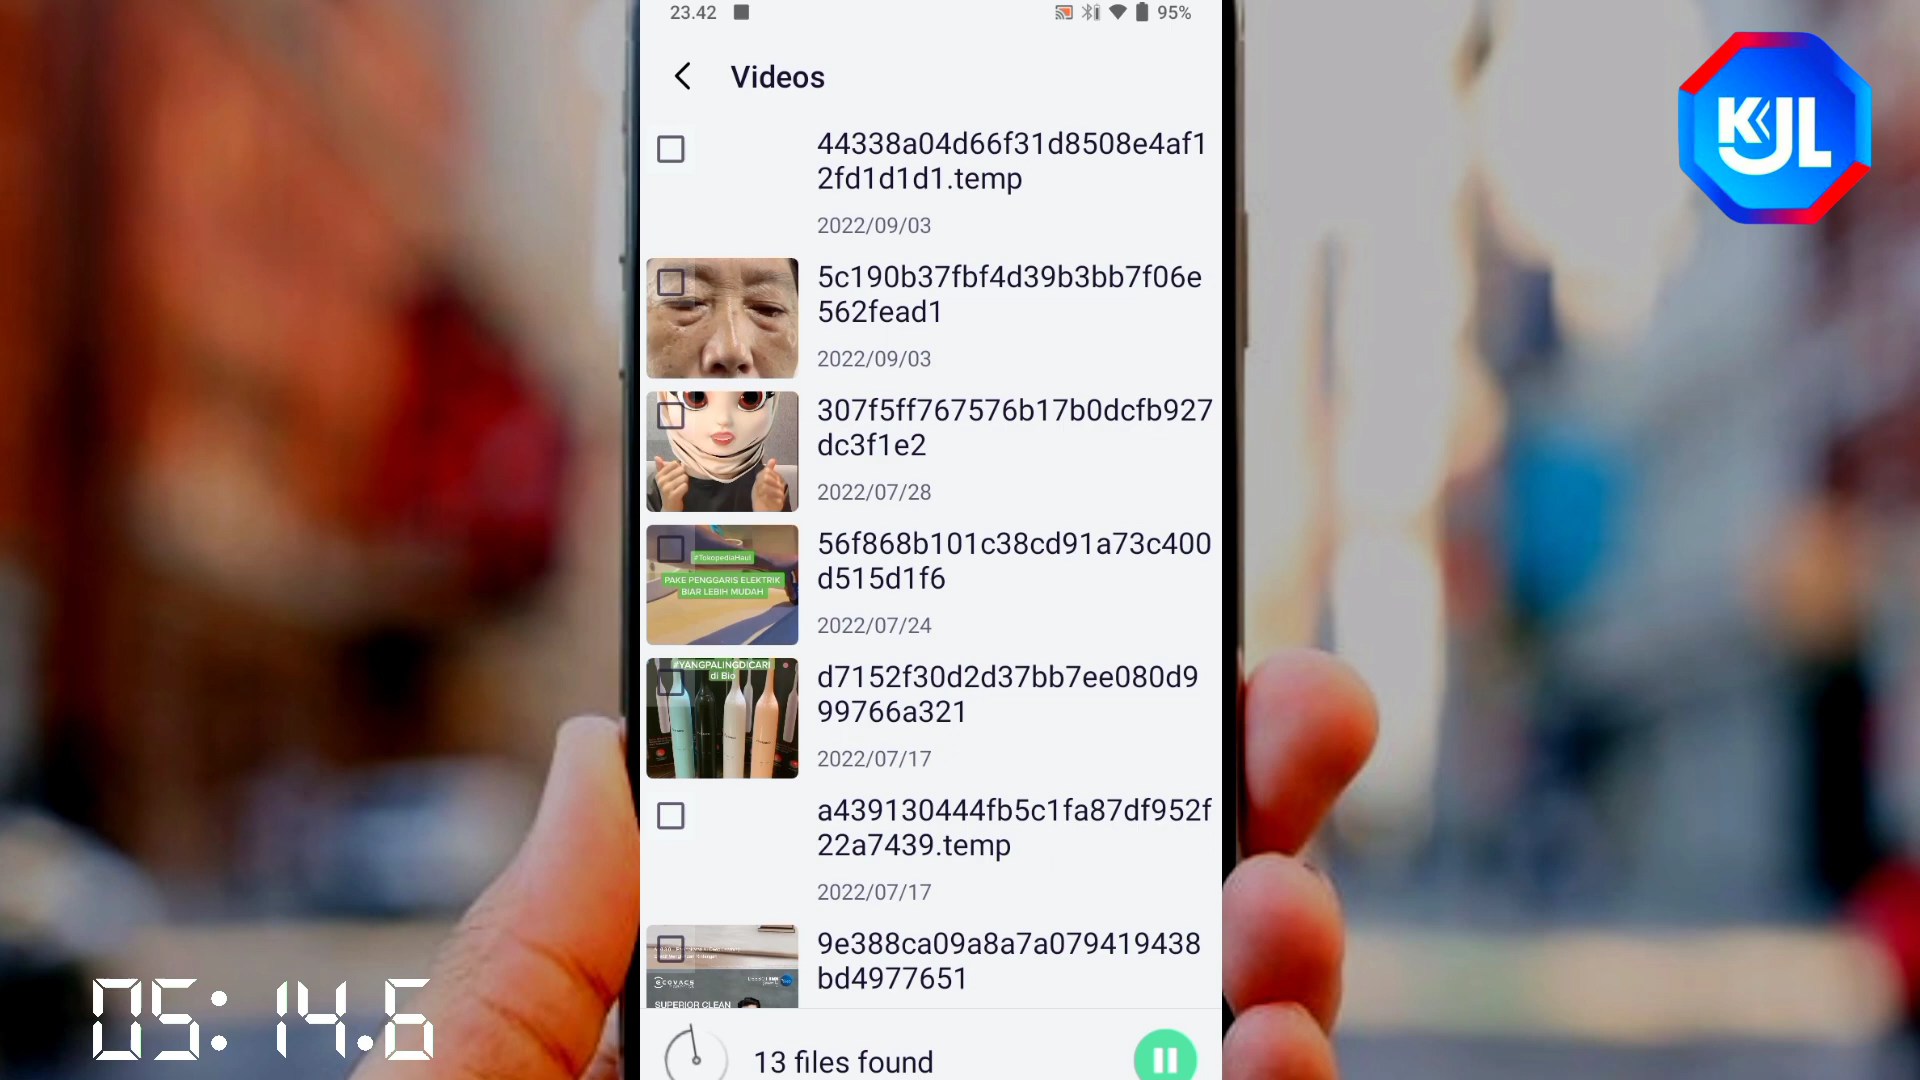 23.42
95%
KJL
Videos
44338a04d66f31d8508e4af1
2fd1d1d1.temp
2022/09/03
5c190b37fbf4d39b3bb7f06e
562fead1
2022/09/03
307f5ff767576b17b0dcfb927
dc3f1e2
2022/07/28
#TokopediaHaul
PAKE PENGGARIS ELEKTRIK
BIAR LEBIH MUDAH
56f868b101c38cd91a73c400
d515d1f6
2022/07/24
#YANGPALINGDICARI
di Bio
d7152f30d2d37bb7ee080d9
99766a321
2022/07/17
a439130444fb5c1fa87df952f
22a7439.temp
2022/07/17
ECOVACS
SUPERIOR CLEAN
9e388ca09a8a7a079419438
bd4977651
05:14.6
13 files found